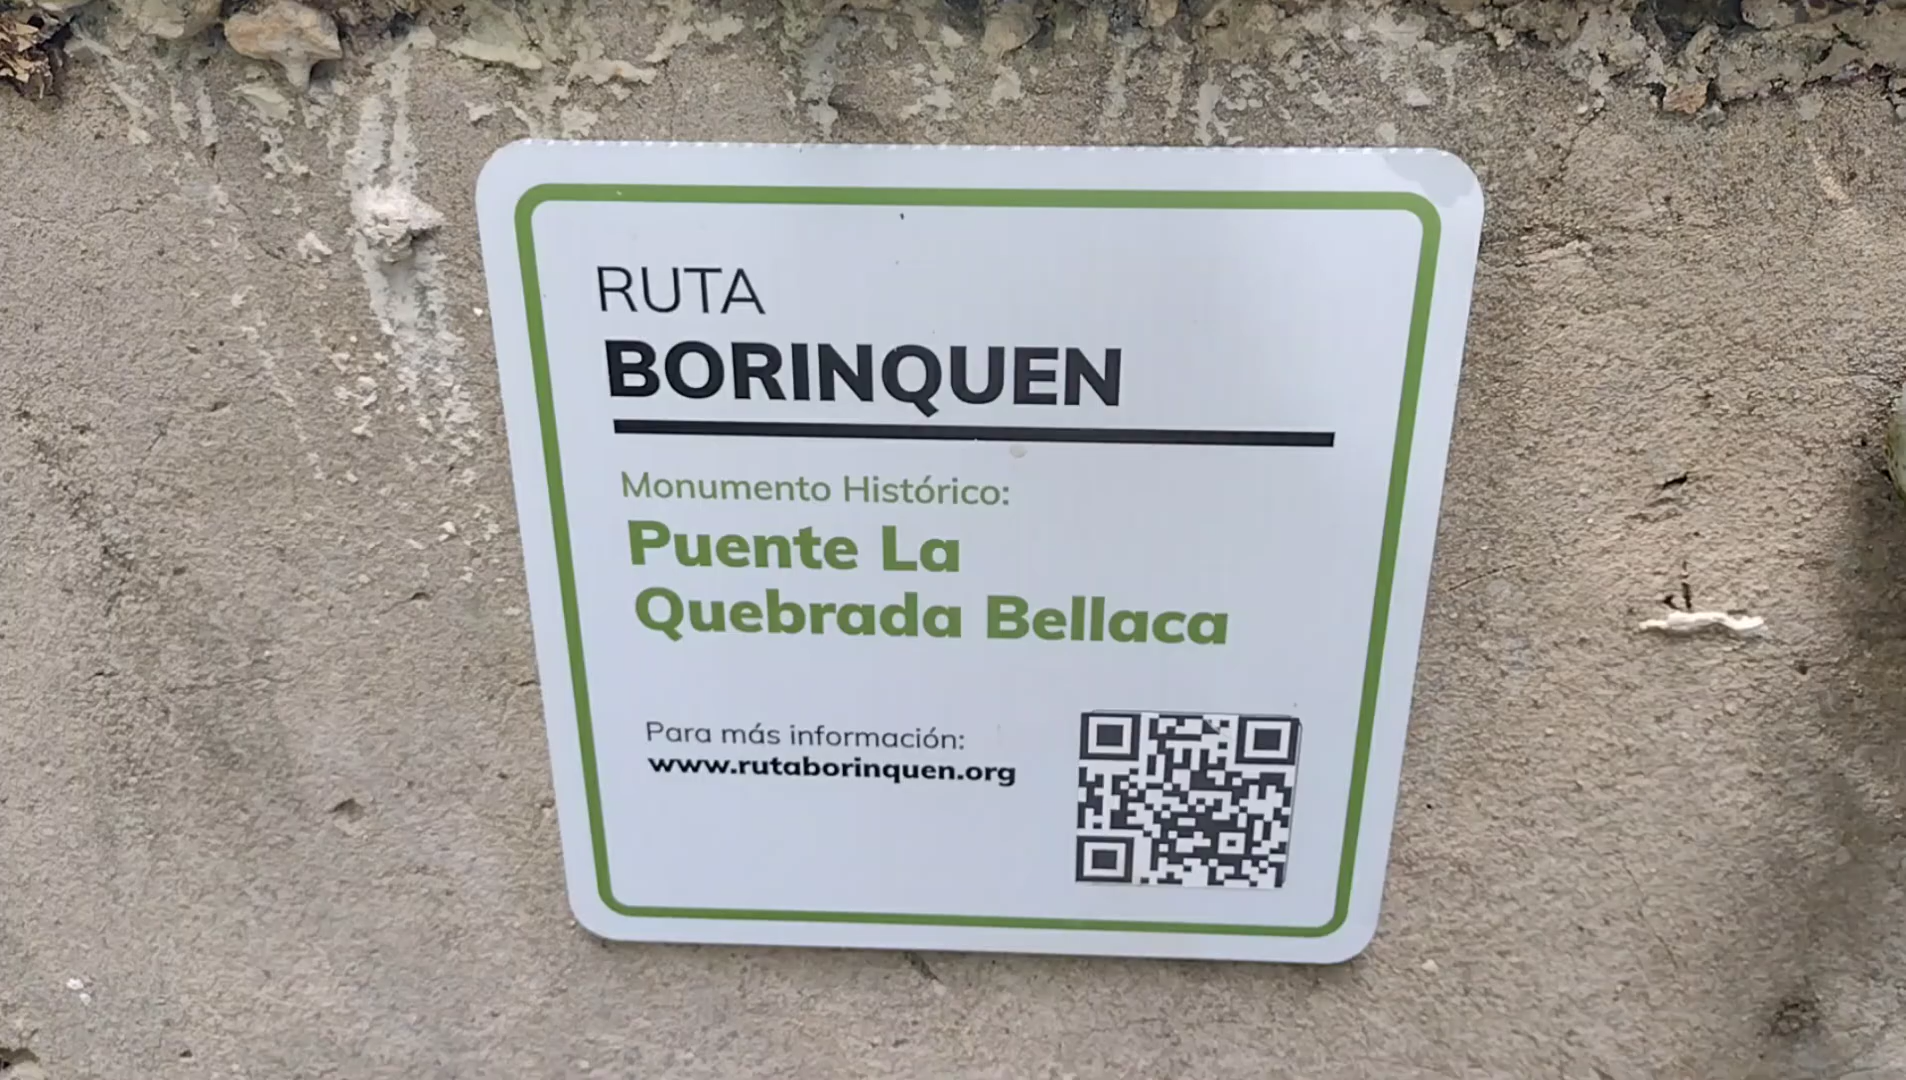 RUTA
BORINQUEN
Monumento Histórico:
Puente La
Quebrada Bellaca
Para más información:
www.rutaborinquen.org